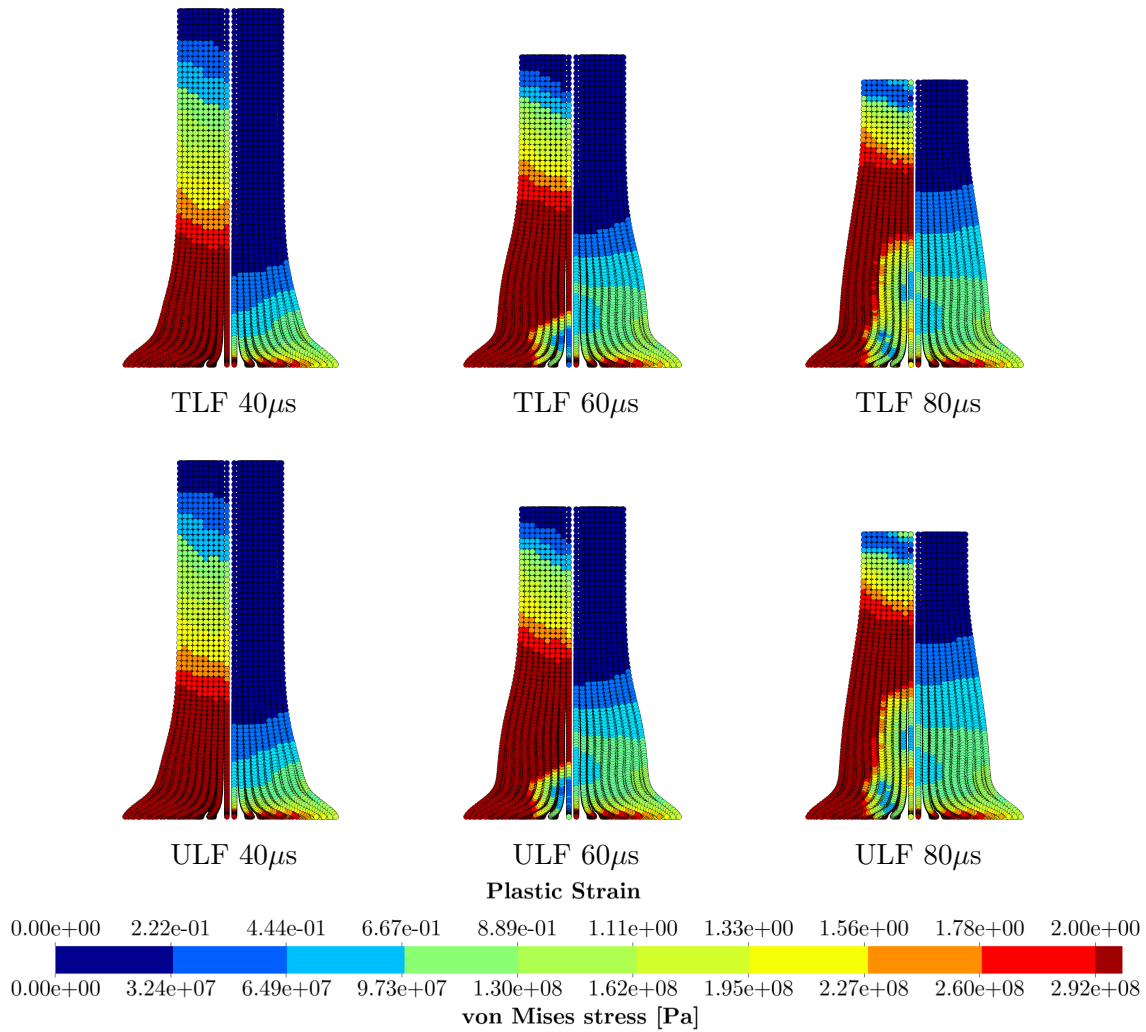 TLF 40μs TLF 60μs TLF 80μs
ULF 40μs ULF 60μs ULF 80μs
Plastic Strain
0.00e+00 2.22e-01 4.44e-01 6.67e-01 8.89e-01 1.11e+00 1.33e+00 1.56e+00 1.78e+00 2.00e+00
0.00e+00 3.24e+07 6.49e+07 9.73e+07 1.30e+08 1.62e+08 1.95e+08 2.27e+08 2.60e+08 2.92e+08
von Mises stress [Pa]